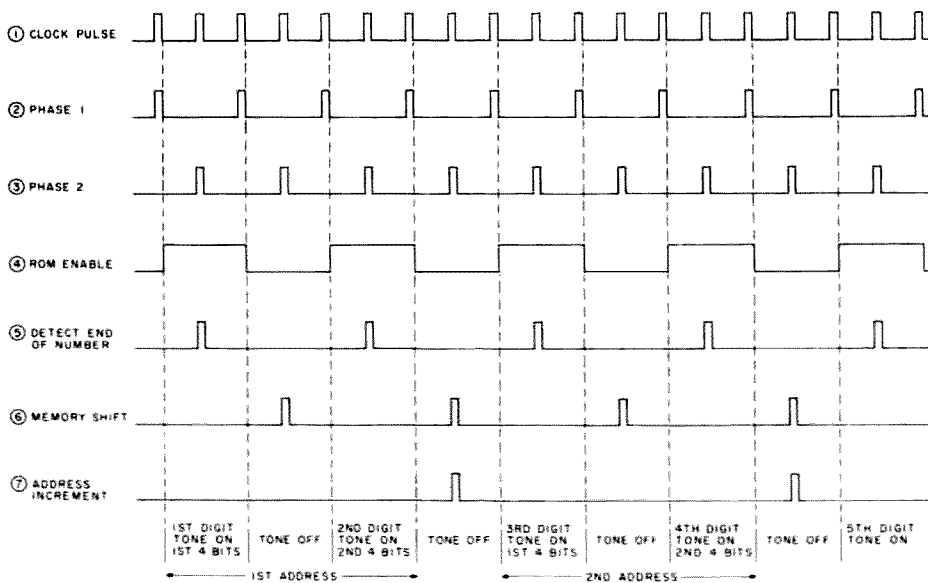 ① CLOCK PULSE
② PHASE 1
③ PHASE 2
④ ROM ENABLE
⑤ DETECT END
OF NUMBER
⑥ MEMORY SHIFT
⑦ ADDRESS
INCREMENT
1ST DIGIT
TONE ON
1ST 4 BITS
TONE OFF
2ND DIGIT
TONE ON
2ND 4 BITS
TONE OFF
3RD DIGIT
TONE ON
1ST 4 BITS
TONE OFF
4TH DIGIT
TONE ON
2ND 4 BITS
TONE OFF
5TH DIGIT
TONE ON
1ST ADDRESS
2ND ADDRESS